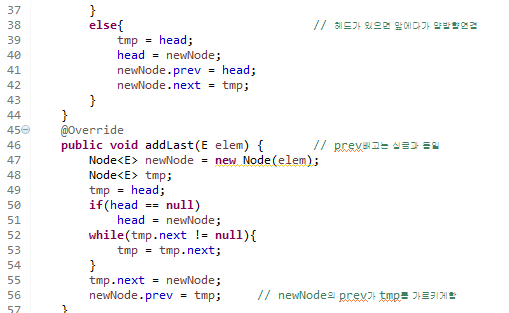 37 }
38 else{ // 헤드가 있으면 앞에다가 양방향연결
39 tmp = head;
40 head = newNode;
41 newNode.prev = head;
42 newNode.next = tmp;
43 }
44 }
45 @Override
46 public void addLast(E elem) { // prev빼고는 싱글과 동일
47 Node<E> newNode = new Node(elem);
48 Node<E> tmp;
49 tmp = head;
50 if(head == null)
51 head = newNode;
52 while(tmp.next != null){
53 tmp = tmp.next;
54 }
55 tmp.next = newNode;
56 newNode.prev = tmp; // newNode의 prev가 tmp를 가르키게함
57 }